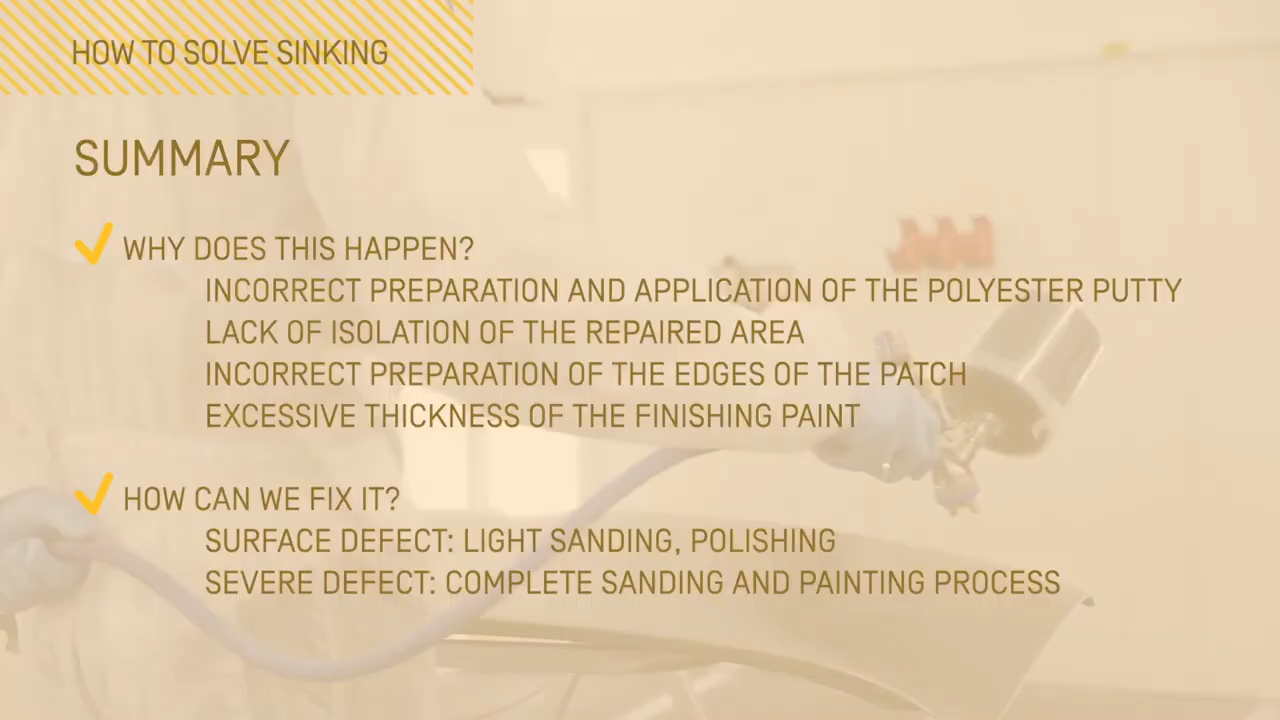 HOW TO SOLVE SINKING
SUMMARY
WHY DOES THIS HAPPEN?
INCORRECT PREPARATION AND APPLICATION OF THE POLYESTER PUTTY
LACK OF ISOLATION OF THE REPAIRED AREA
INCORRECT PREPARATION OF THE EDGES OF THE PATCH
EXCESSIVE THICKNESS OF THE FINISHING PAINT
HOW CAN WE FIX IT?
SURFACE DEFECT: LIGHT SANDING, POLISHING
SEVERE DEFECT: COMPLETE SANDING AND PAINTING PROCESS